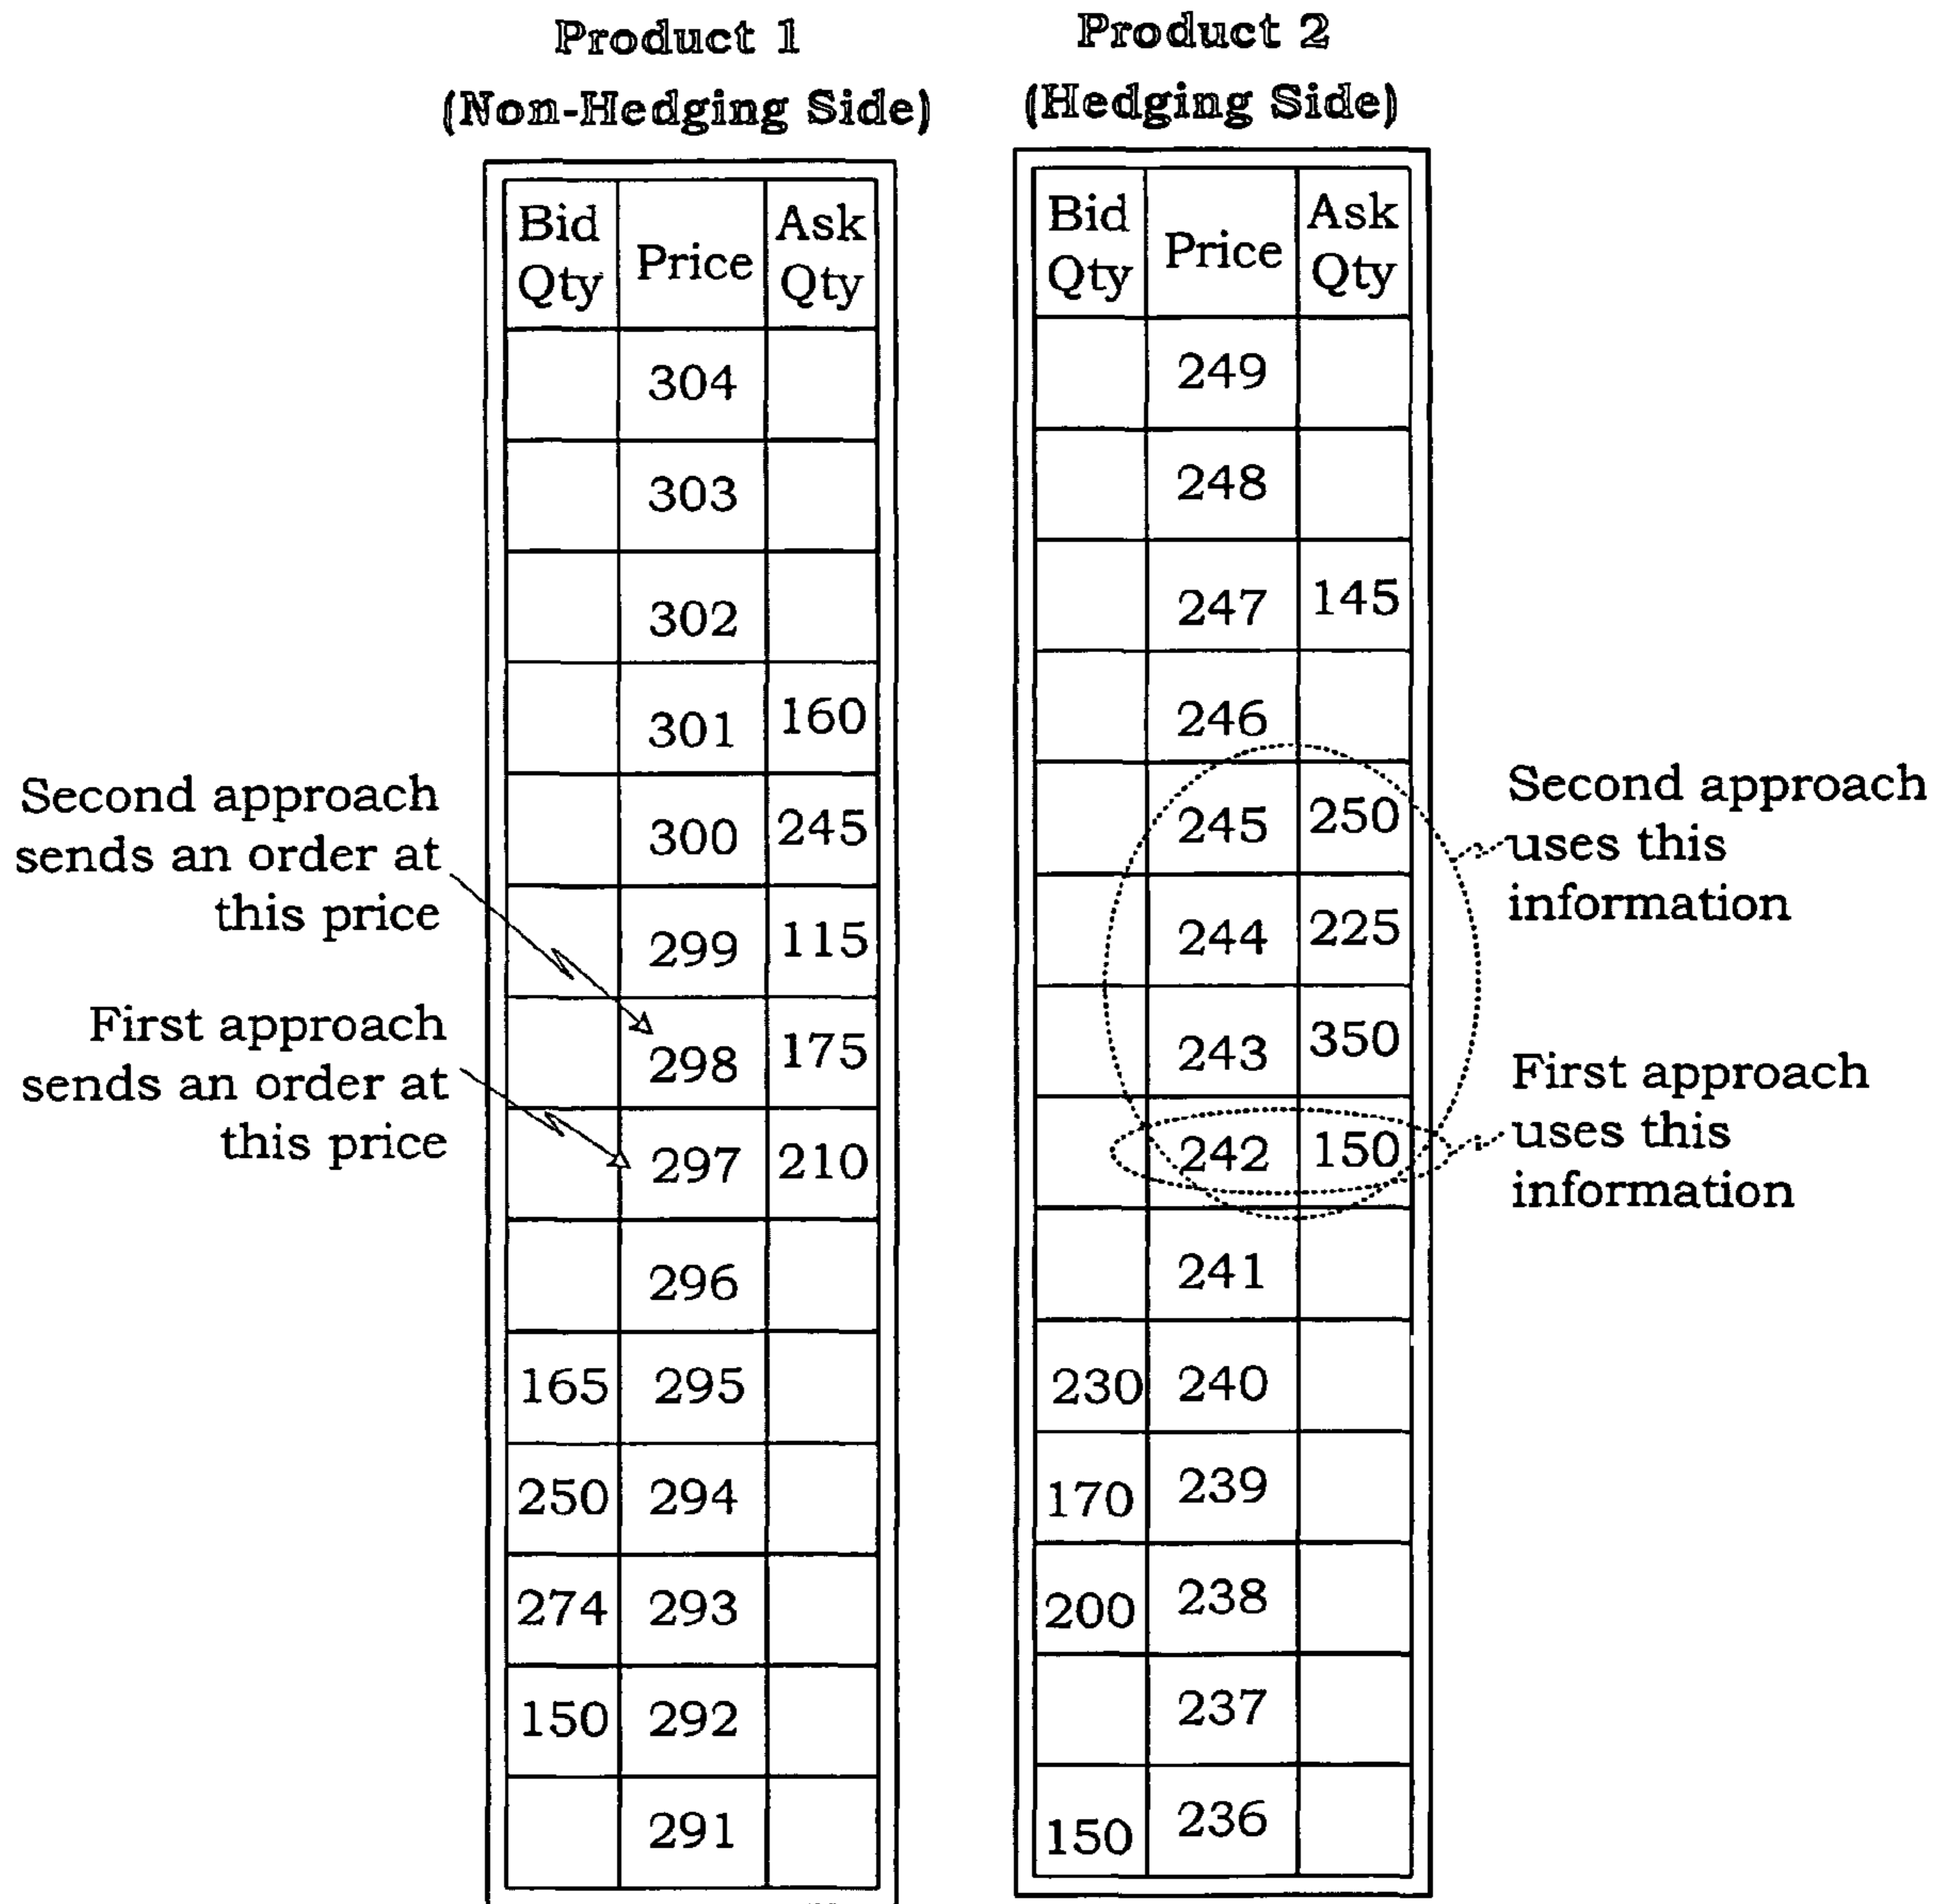 Product 1
(Non-Hedging Side)
Bid Qty Price Ask Qty
304
303
302
301 160
300 245
299 115
298 175
297 210
296
165 295
250 294
274 293
150 292
291
Second approach
sends an order at
this price
First approach
sends an order at
this price
Product 2
(Hedging Side)
Bid Qty Price Ask Qty
249
248
247 145
246
245 250
244 225
243 350
242 150
241
230 240
170 239
200 238
237
150 236
Second approach
uses this
information
First approach
uses this
information